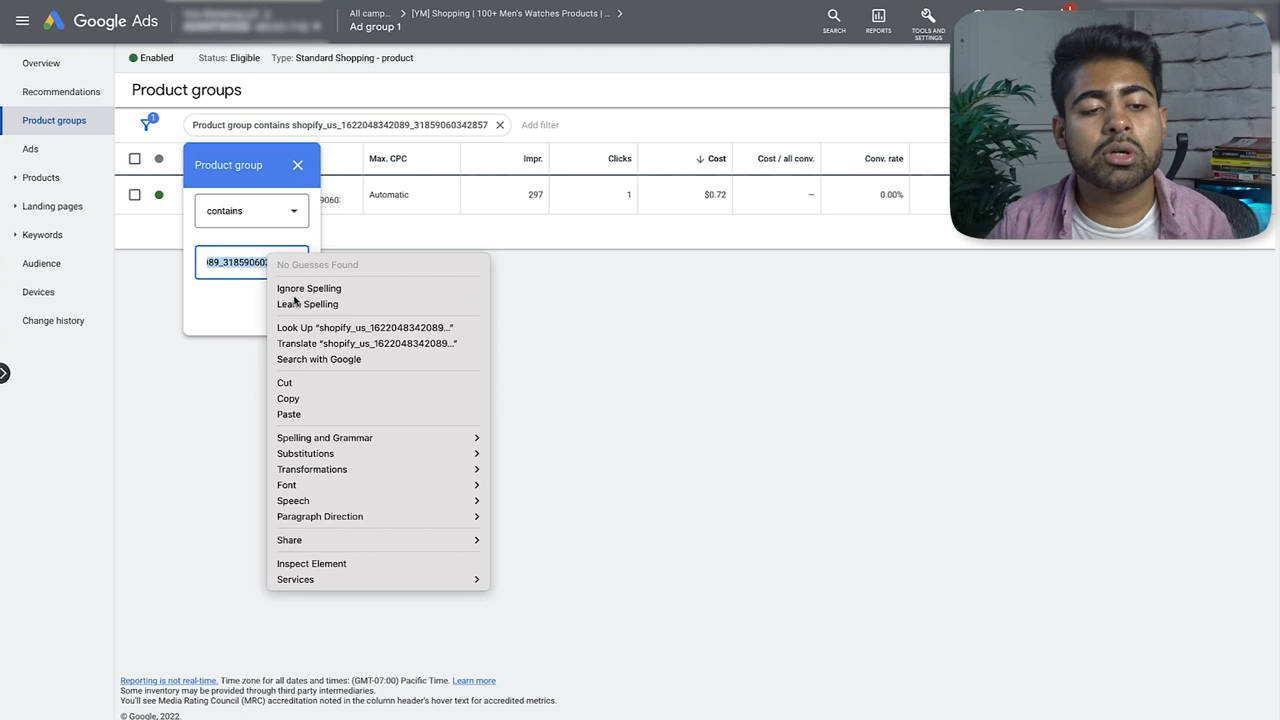 Google Ads
All camp...
[YM] Shopping | 100+ Men's Watches Products | ...
Ad group 1
SEARCH
REPORTS
TOOLS AND
SETTINGS
Overview
Recommendations
Product groups
Ads
Products
Landing pages
Keywords
Audience
Devices
Change history
Enabled
Status: Eligible
Type: Standard Shopping - product
Product groups
1
Product group contains shopify_us_1622048342089_31859060342857
Add filter
Product group
Max. CPC
Impr.
Clicks
Cost
Cost / all conv.
Conv. rate
Automatic
297
1
$0.72
—
0.00%
contains
No Guesses Found
Ignore Spelling
Learn Spelling
Look Up “shopify_us_1622048342089...”
Translate “shopify_us_1622048342089...”
Search with Google
Cut
Copy
Paste
Spelling and Grammar
Substitutions
Transformations
Font
Speech
Paragraph Direction
Share
Inspect Element
Services
Reporting is not real-time. Time zone for all dates and times: (GMT-07:00) Pacific Time. Learn more
Some inventory may be provided through third party intermediaries.
You'll see Media Rating Council (MRC) accreditation noted in the column header's hover text for accredited metrics.
© Google, 2022.